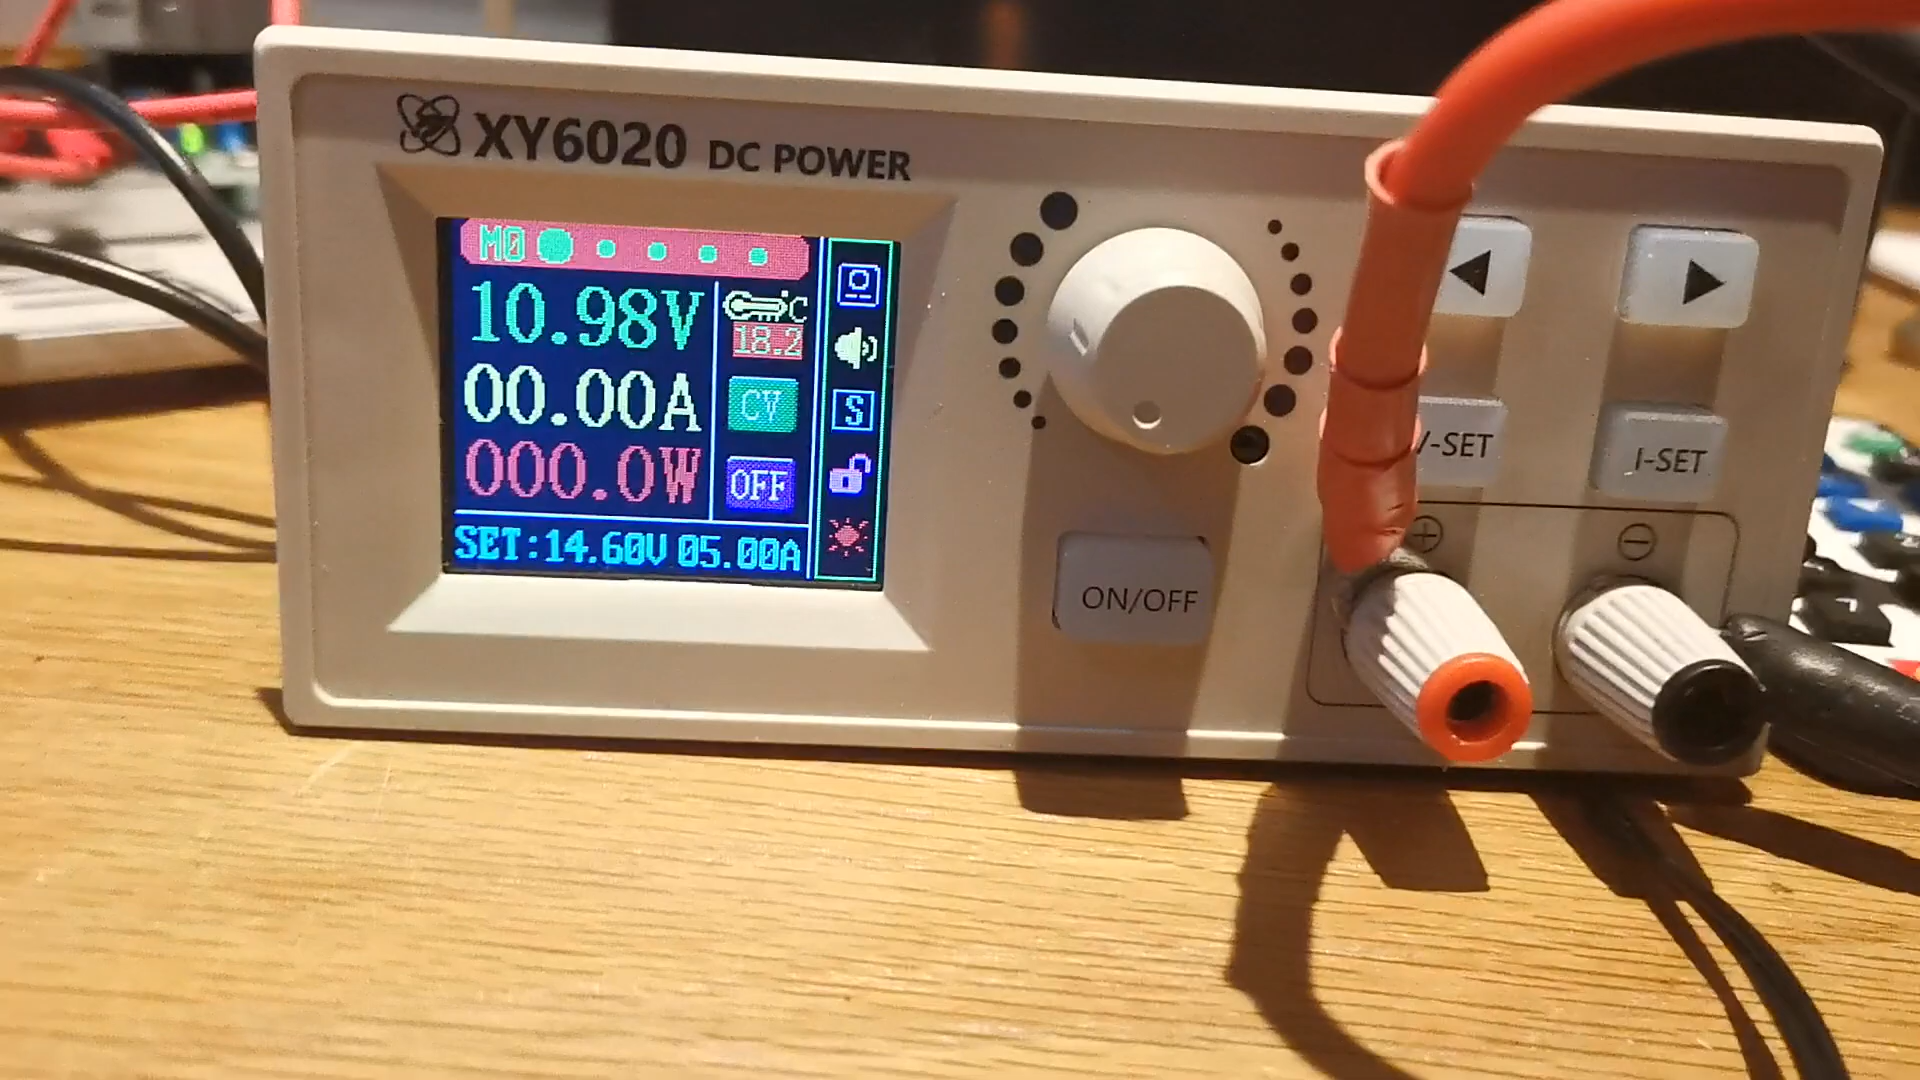 XY6020 DC POWER
M0
10.98V
°C
18.2
00.00A
CV
000.0W
OFF
S
SET:14.60V 05.00A
ON/OFF
V-SET
I-SET